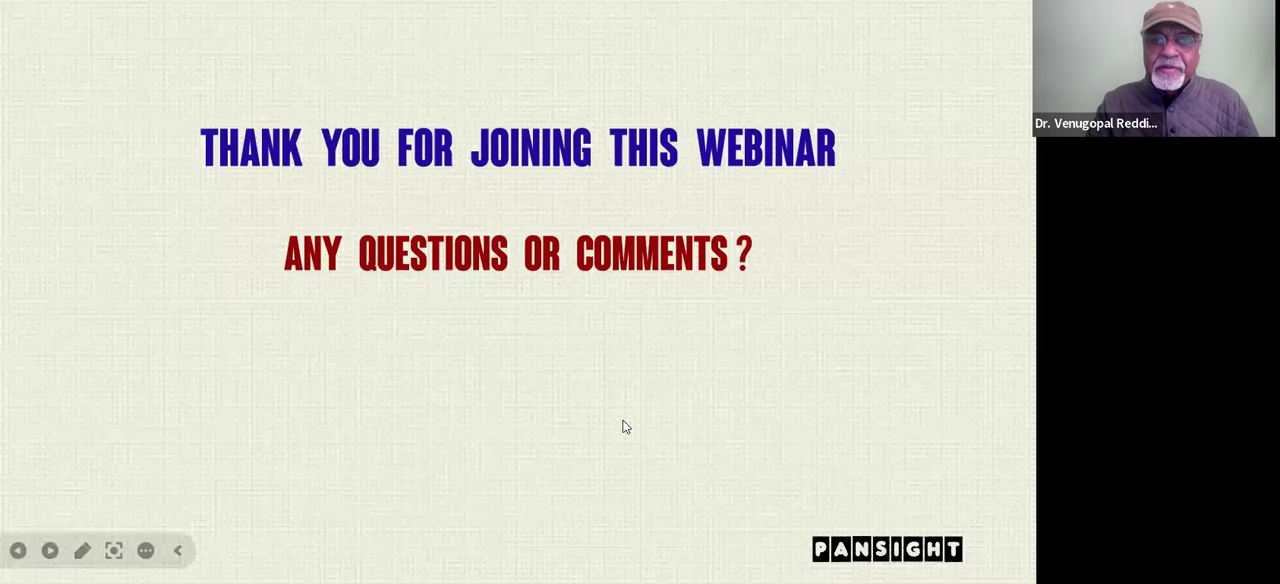 THANK YOU FOR JOINING THIS WEBINAR
ANY QUESTIONS OR COMMENTS?
Dr. Venugopal Reddi...
PANSIGHT